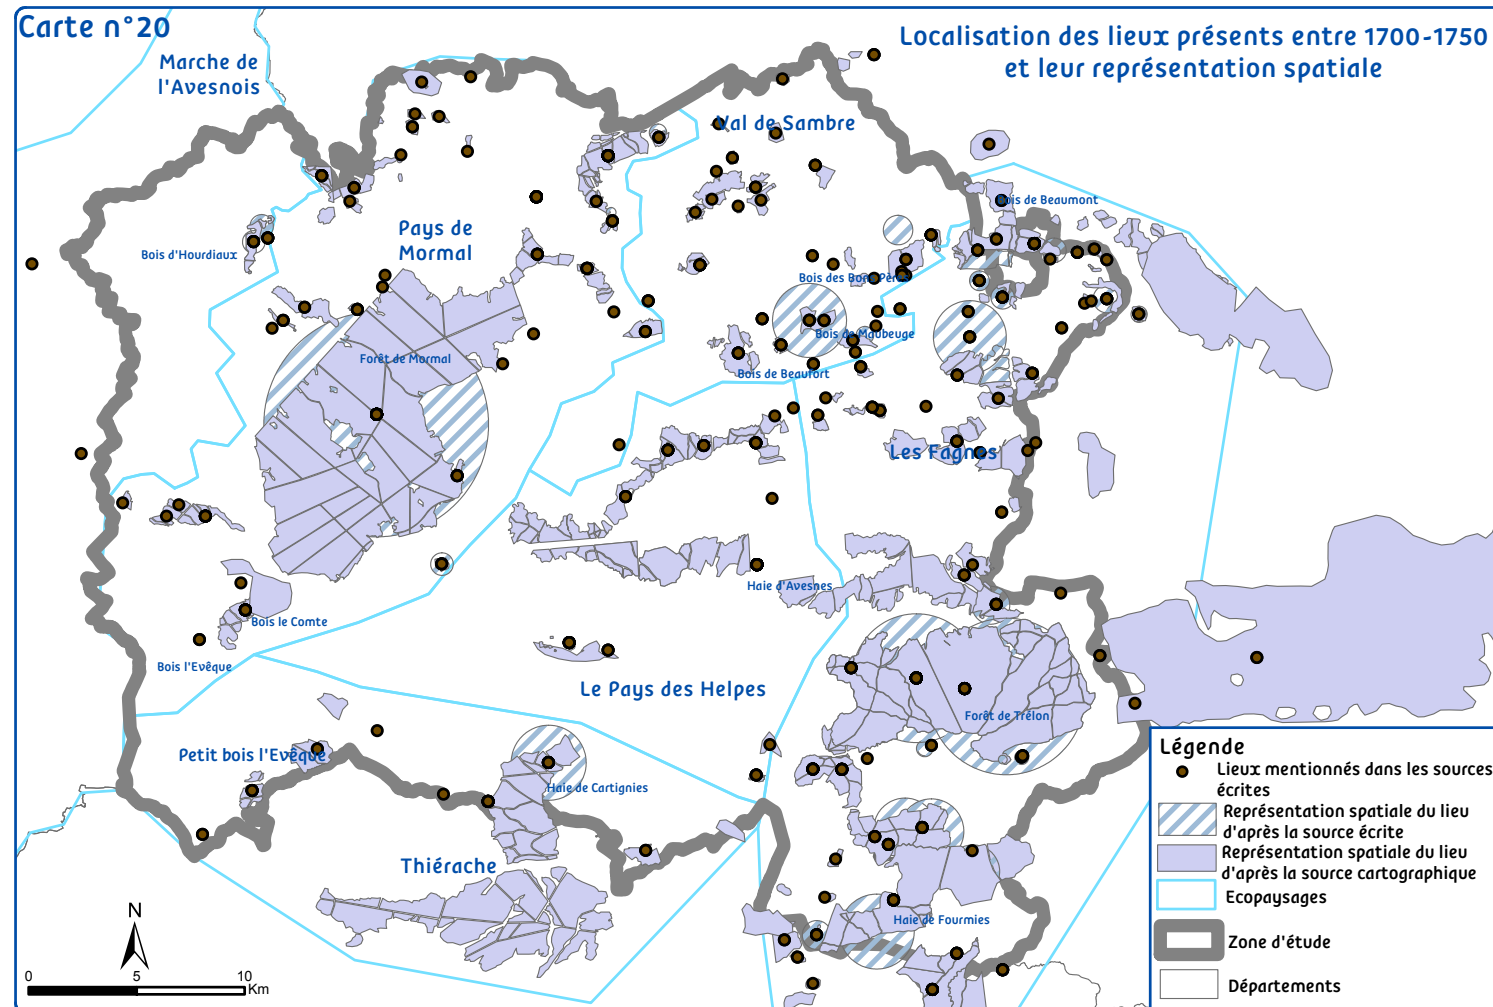 Carte n°20
Localisation des lieux présents entre 1700-1750
et leur représentation spatiale
Marche de
l'Avesnois
Val de Sambre
Bois de Beaumont
Pays de
Mormal
Bois d'Hourdiaux
Bois des Bons Pères
Bois de Maubeuge
Forêt de Mormal
Bois de Beaufort
Les Fagnes
Haie d'Avesnes
Bois le Comte
Bois l'Evêque
Le Pays des Helpes
Forêt de Trélon
Petit bois l'Evêque
Haie de Cartignies
Thiérache
Haie de Fourmies
N
0
5
10
Km
Légende
Lieux mentionnés dans les sources
écrites
Représentation spatiale du lieu
d'après la source écrite
Représentation spatiale du lieu
d'après la source cartographique
Ecopaysages
Zone d'étude
Départements